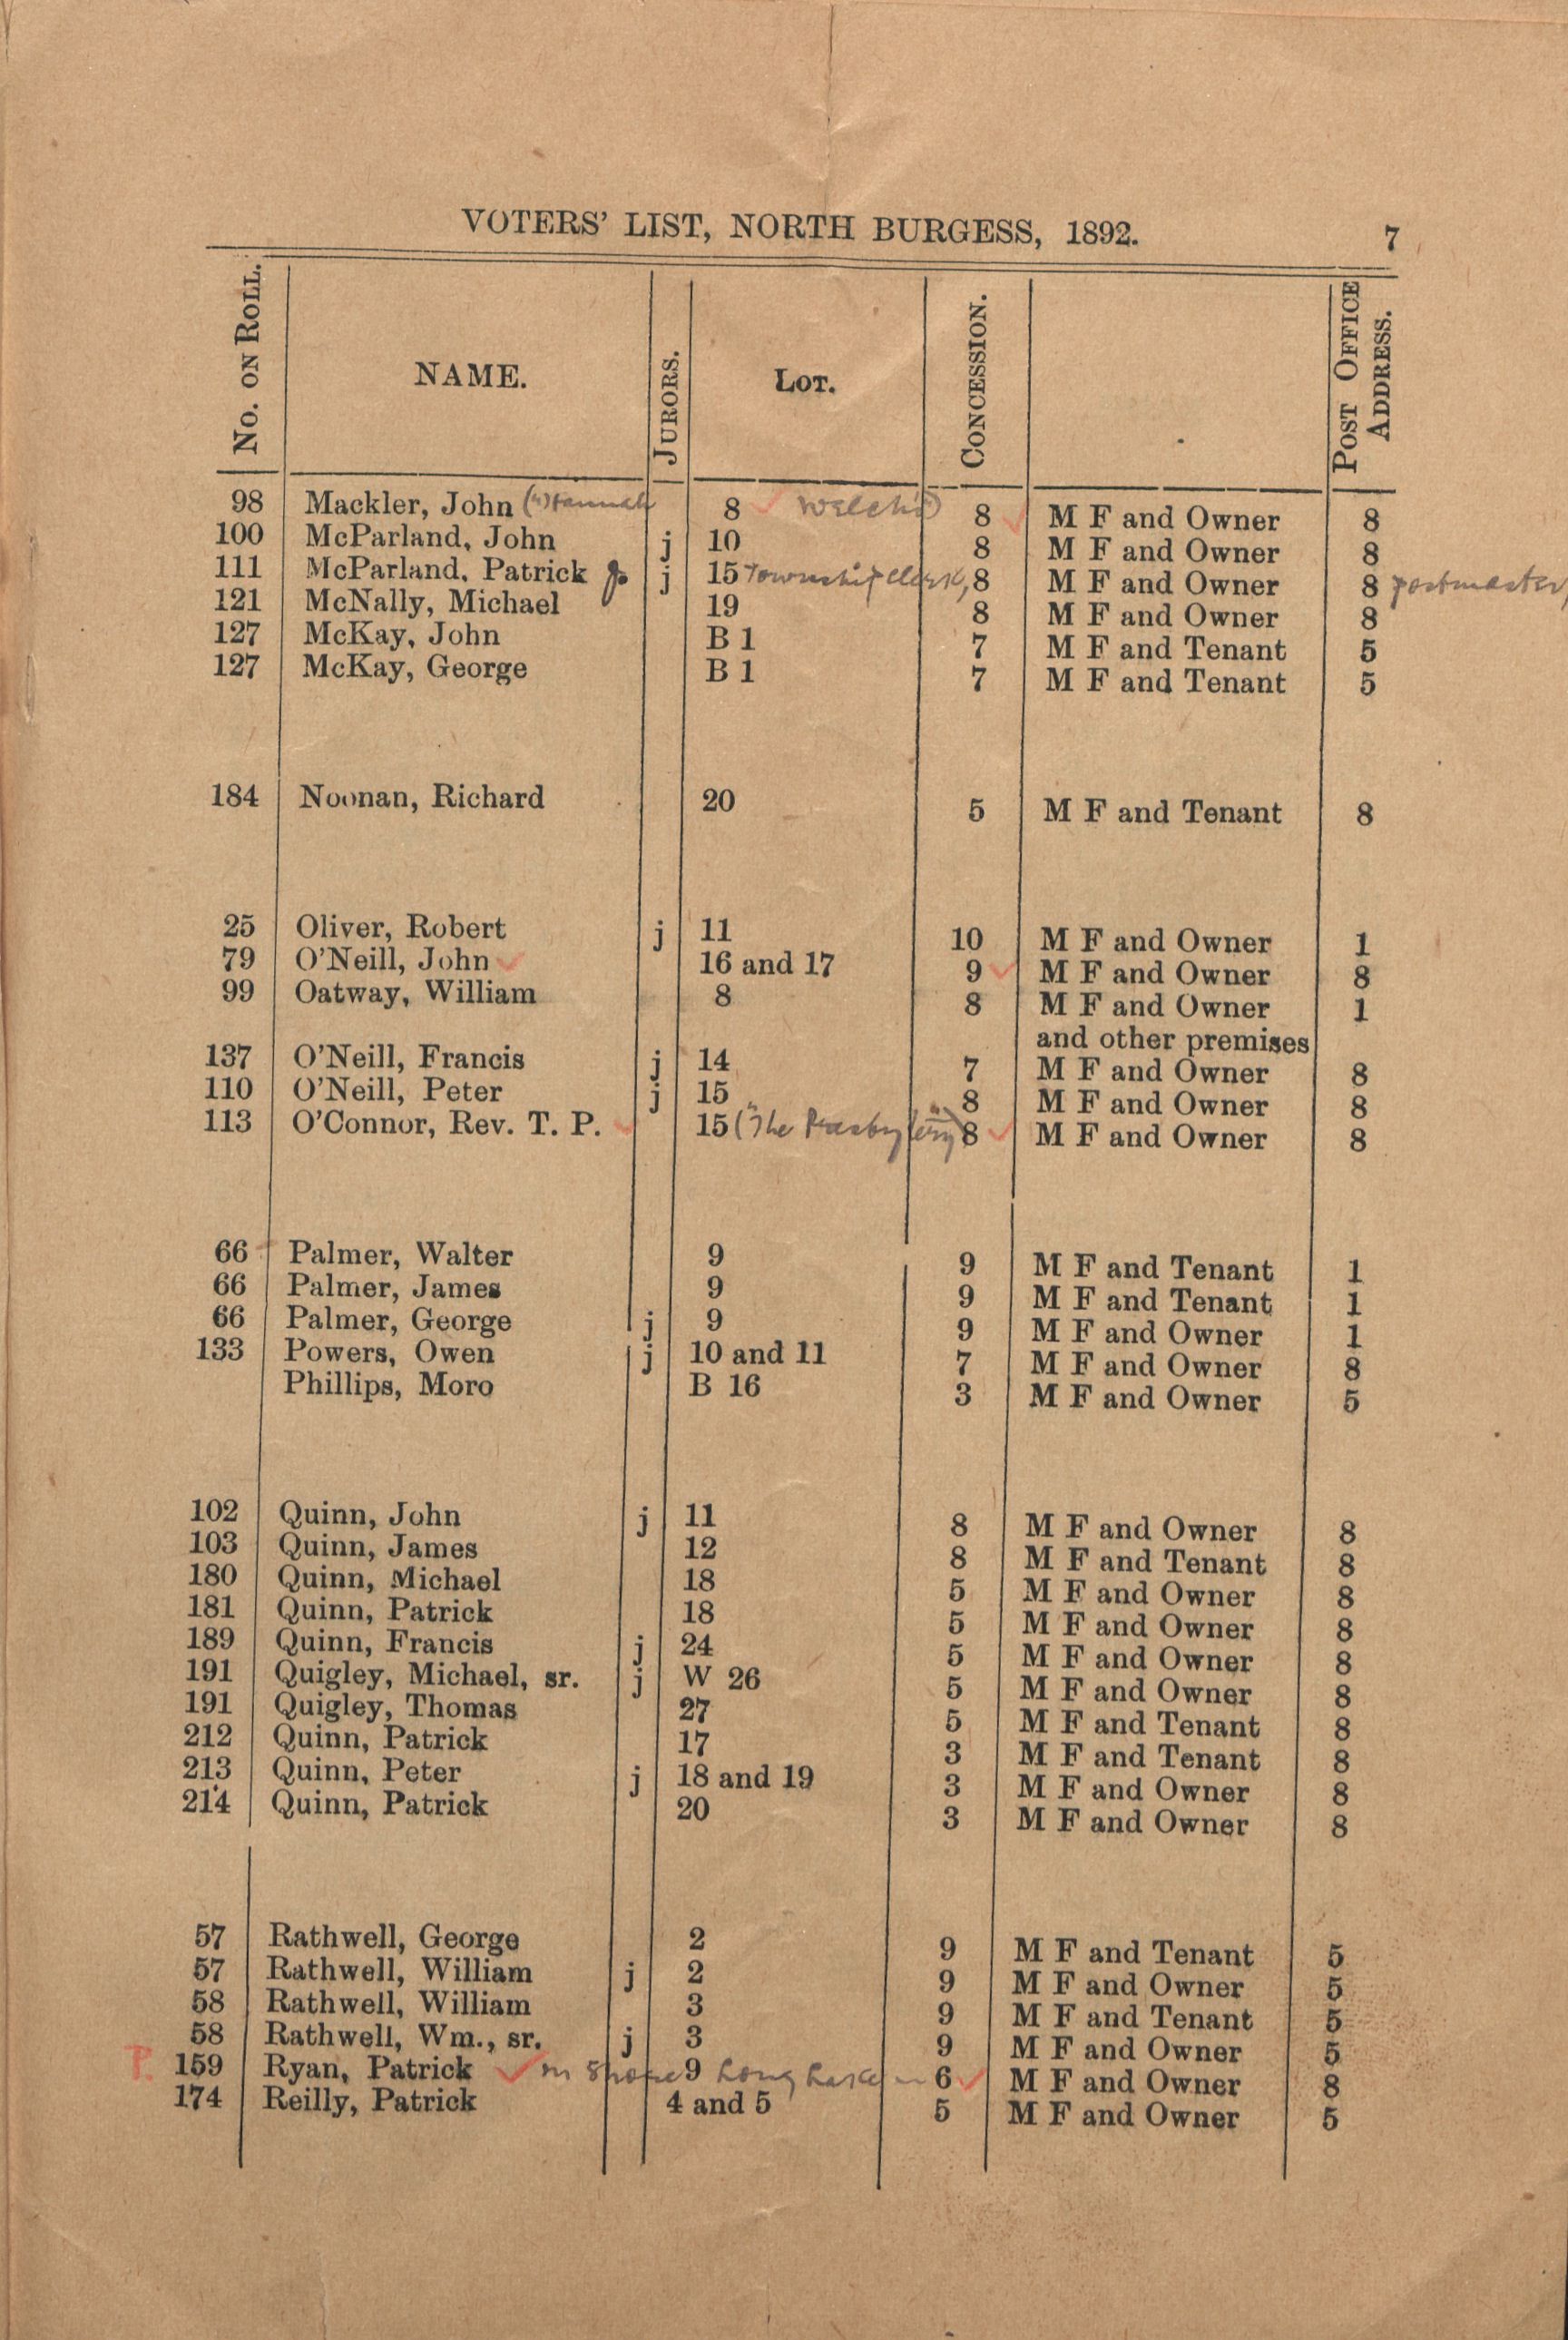 VOTERS' LIST, NORTH BURGESS, 1892. 7
No. ON ROLL. NAME. JURORS. LOT. CONCESSION. POST OFFICE ADDRESS.
98 Mackler, John (") Hannah 8 Welch") 8 M F and Owner 8
100 McParland, John j 10 8 M F and Owner 8
111 McParland, Patrick j 15 Township Clerk, 8 M F and Owner 8 postmaster,
121 McNally, Michael 19 8 M F and Owner 8
127 McKay, John B 1 7 M F and Tenant 5
127 McKay, George B 1 7 M F and Tenant 5
184 Noonan, Richard 20 5 M F and Tenant 8
25 Oliver, Robert j 11 10 M F and Owner 1
79 O'Neill, John 16 and 17 9 M F and Owner 8
99 Oatway, William 8 8 M F and Owner 1
and other premises
137 O'Neill, Francis j 14 7 M F and Owner 8
110 O'Neill, Peter j 15 8 M F and Owner 8
113 O'Connor, Rev. T. P. 15 ("The Presbytery") 8 M F and Owner 8
66 Palmer, Walter 9 9 M F and Tenant 1
66 Palmer, James 9 9 M F and Tenant 1
66 Palmer, George j 9 9 M F and Owner 1
133 Powers, Owen j 10 and 11 7 M F and Owner 8
Phillips, Moro B 16 3 M F and Owner 5
102 Quinn, John j 11 8 M F and Owner 8
103 Quinn, James 12 8 M F and Tenant 8
180 Quinn, Michael 18 5 M F and Owner 8
181 Quinn, Patrick 18 5 M F and Owner 8
189 Quinn, Francis j 24 5 M F and Owner 8
191 Quigley, Michael, sr. j W 26 5 M F and Owner 8
191 Quigley, Thomas 27 5 M F and Tenant 8
212 Quinn, Patrick 17 3 M F and Tenant 8
213 Quinn, Peter j 18 and 19 3 M F and Owner 8
214 Quinn, Patrick 20 3 M F and Owner 8
57 Rathwell, George 2 9 M F and Tenant 5
57 Rathwell, William j 2 9 M F and Owner 5
58 Rathwell, William 3 9 M F and Tenant 5
58 Rathwell, Wm., sr. j 3 9 M F and Owner 5
P. 159 Ryan, Patrick on shore 9 Long Lake 6 M F and Owner 8
174 Reilly, Patrick 4 and 5 5 M F and Owner 5